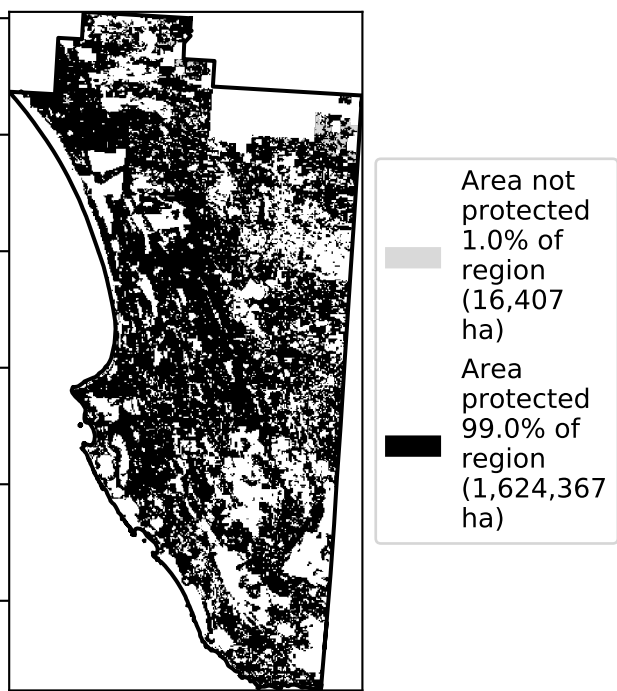 Area not
protected
1.0% of
region
(16,407
ha)
Area
protected
99.0% of
region
(1,624,367
ha)